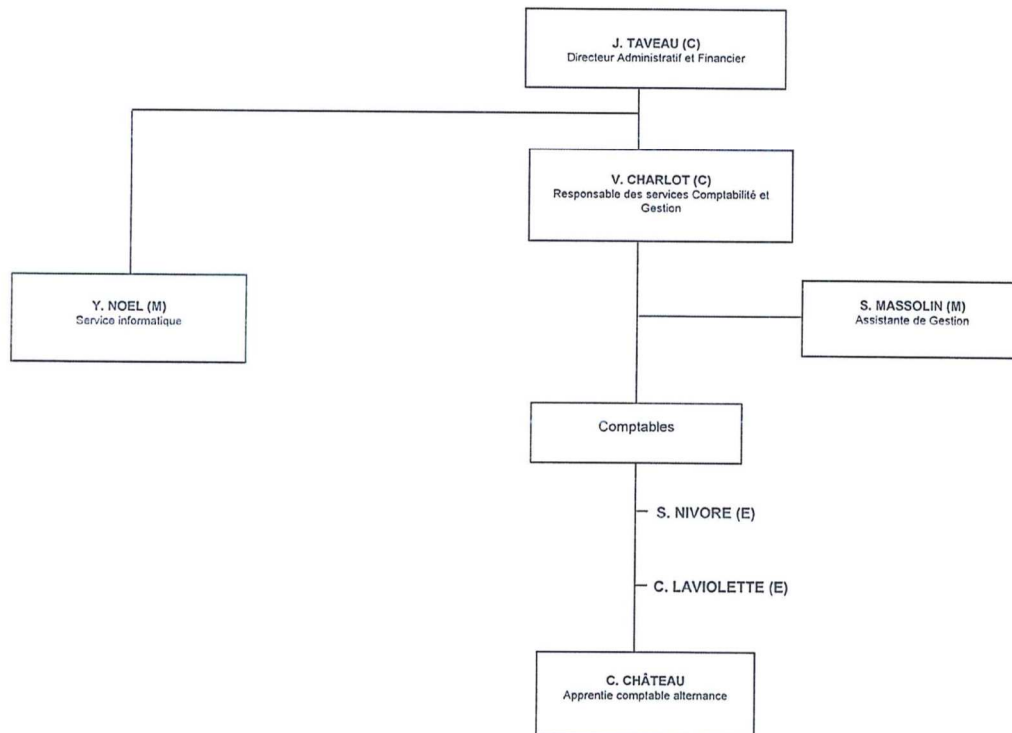 J. TAVEAU (C)
Directeur Administratif et Financier
V. CHARLOT (C)
Responsable des services Comptabilité et
Gestion
Y. NOEL (M)
Service informatique
S. MASSOLIN (M)
Assistante de Gestion
Comptables
S. NIVORE (E)
C. LAVIOLETTE (E)
C. CHÂTEAU
Apprentie comptable alternance